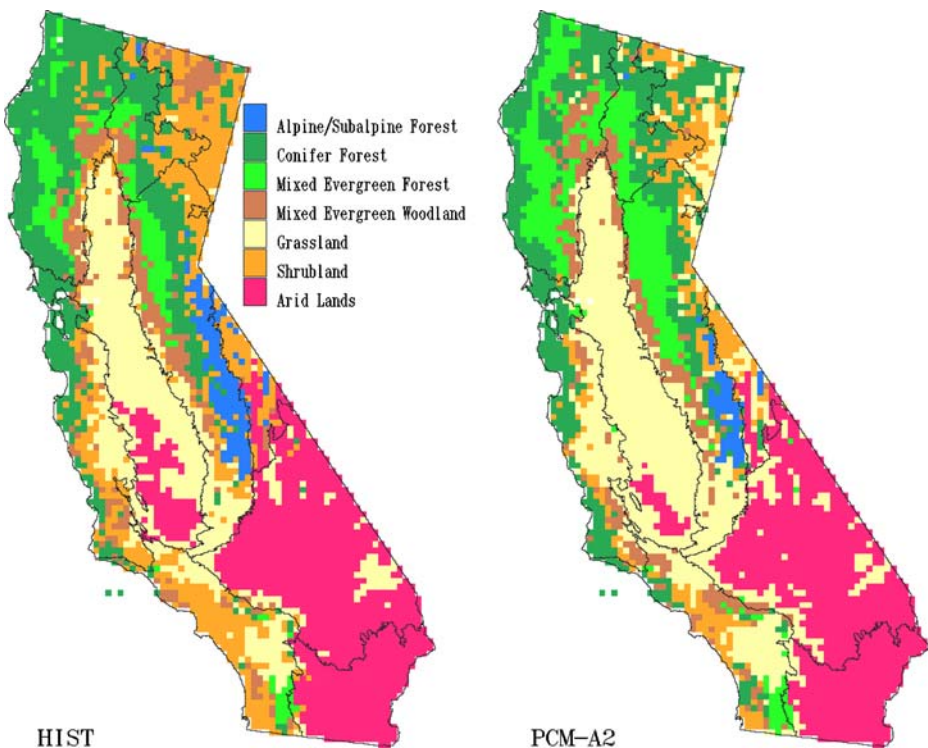 Alpine/Subalpine Forest
Conifer Forest
Mixed Evergreen Forest
Mixed Evergreen Woodland
Grassland
Shrubland
Arid Lands
HIST
PCM-A2